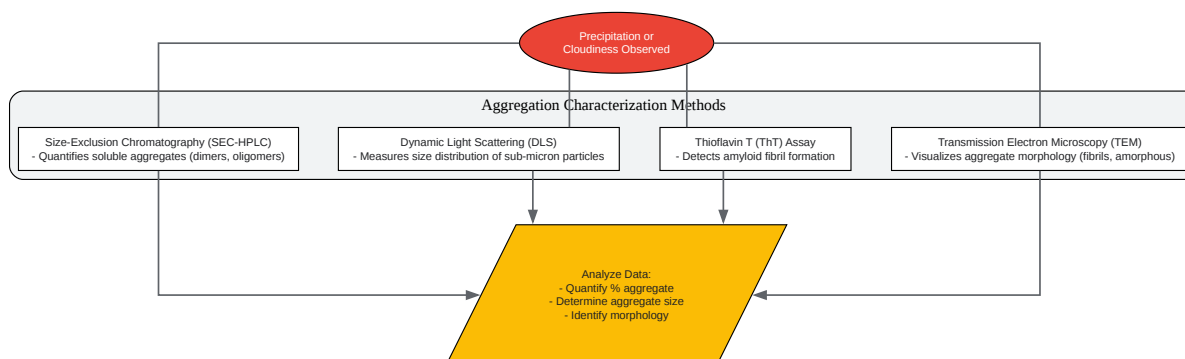 Precipitation or
Cloudiness Observed
Aggregation Characterization Methods
Size-Exclusion Chromatography (SEC-HPLC)
- Quantifies soluble aggregates (dimers, oligomers)
Dynamic Light Scattering (DLS)
- Measures size distribution of sub-micron particles
Thioflavin T (ThT) Assay
- Detects amyloid fibril formation
Transmission Electron Microscopy (TEM)
- Visualizes aggregate morphology (fibrils, amorphous)
Analyze Data:
- Quantify % aggregate
- Determine aggregate size
- Identify morphology